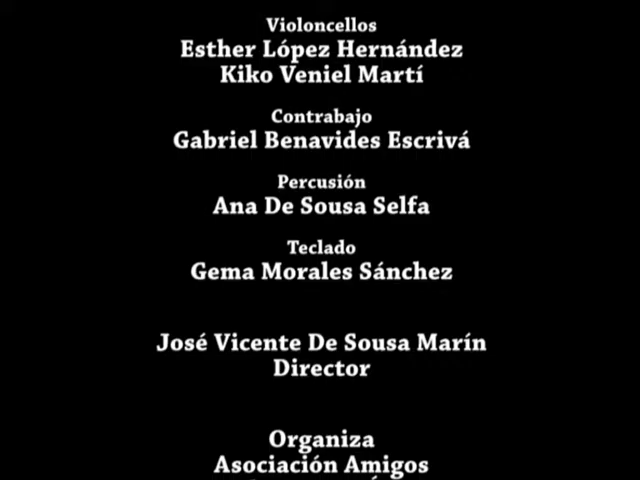 Violoncellos
Esther López Hernández
Kiko Veniel Martí
Contrabajo
Gabriel Benavides Escrivá
Percusión
Ana De Sousa Selfa
Teclado
Gema Morales Sánchez
José Vicente De Sousa Marín
Director
Organiza
Asociación Amigos